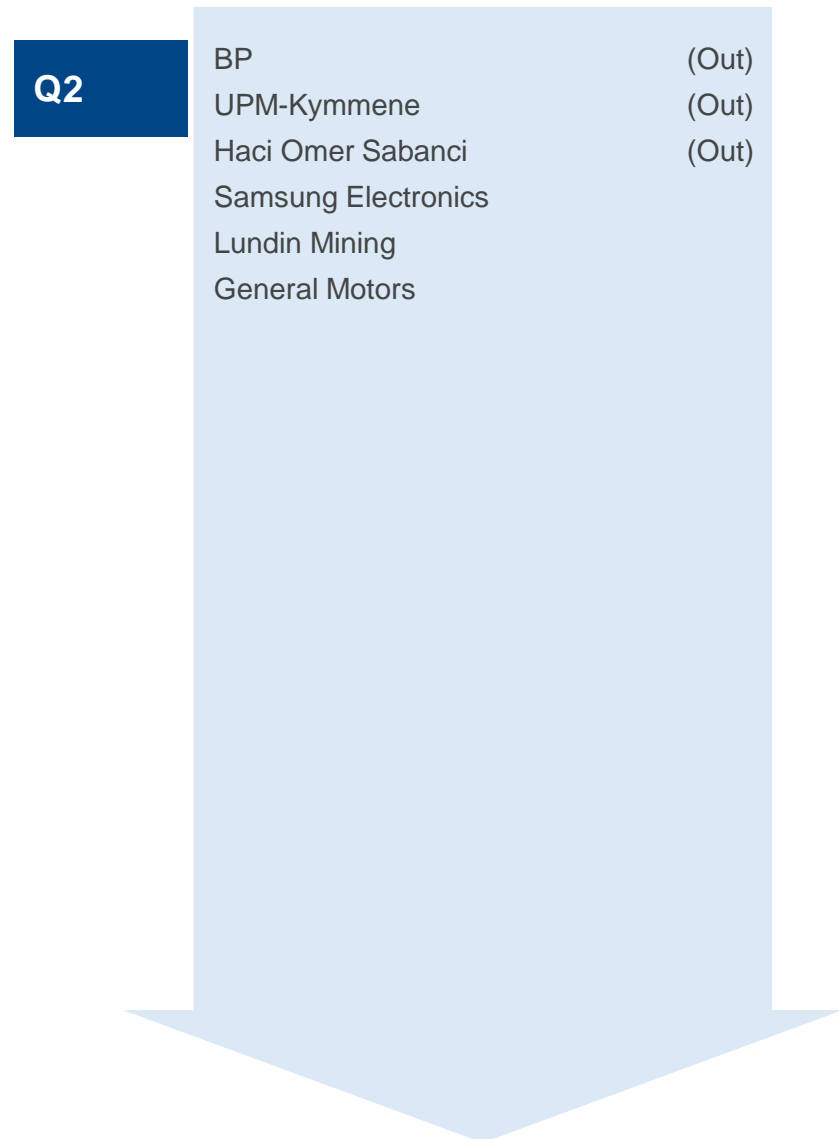 Q2
BP (Out)
UPM-Kymmene (Out)
Haci Omer Sabanci (Out)
Samsung Electronics
Lundin Mining
General Motors